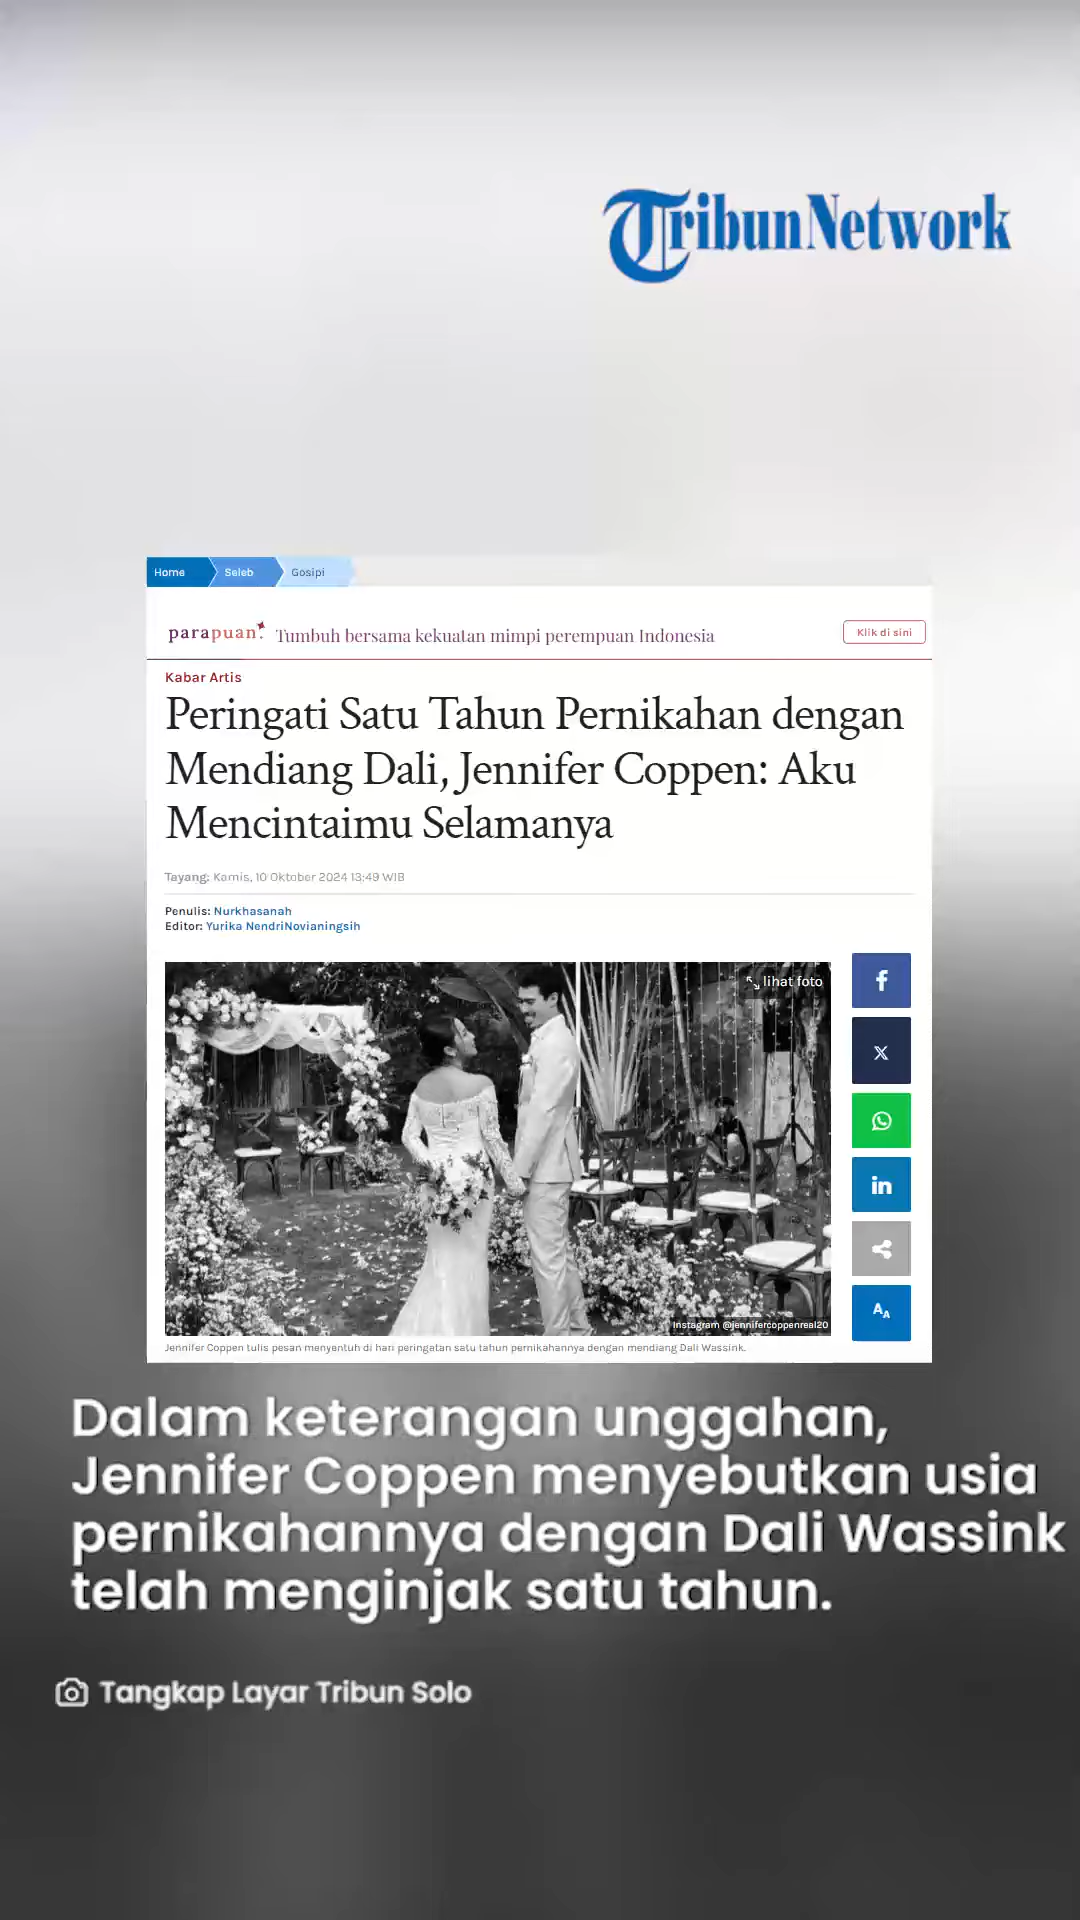 TribunNetwork
Home Seleb Gosipi
parapuan. Tumbuh bersama kekuatan mimpi perempuan Indonesia Klik di sini
Kabar Artis
Peringati Satu Tahun Pernikahan dengan
Mendiang Dali, Jennifer Coppen: Aku
Mencintaimu Selamanya
Tayang: Kamis, 10 Oktober 2024 13:49 WIB
Penulis: Nurkhasanah
Editor: Yurika NendriNovianingsih
lihat foto
Instagram @jennifercoppenreal20
Jennifer Coppen tulis pesan menyentuh di hari peringatan satu tahun pernikahannya dengan mendiang Dali Wassink.
Dalam keterangan unggahan,
Jennifer Coppen menyebutkan usia
pernikahannya dengan Dali Wassink
telah menginjak satu tahun.
Tangkap Layar Tribun Solo